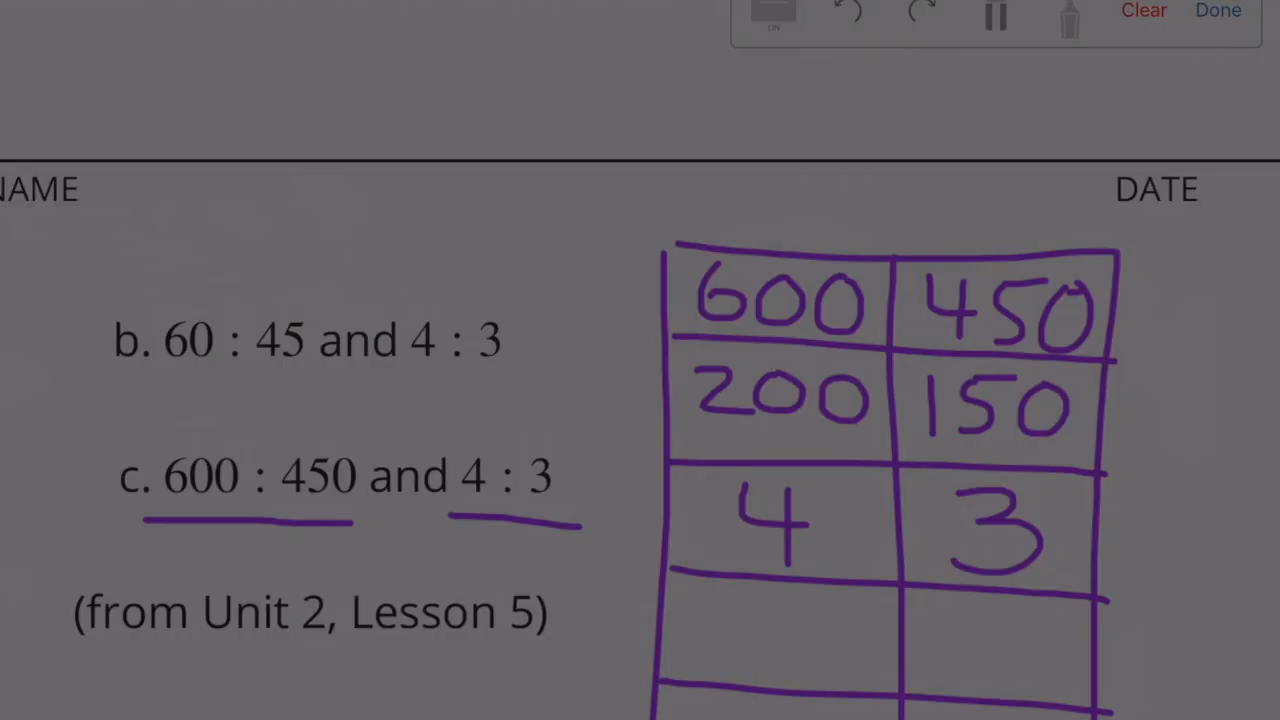 ON
Clear Done
NAME DATE
b. 60 : 45 and 4 : 3
c. 600 : 450 and 4 : 3
(from Unit 2, Lesson 5)
600 450
200 150
4 3